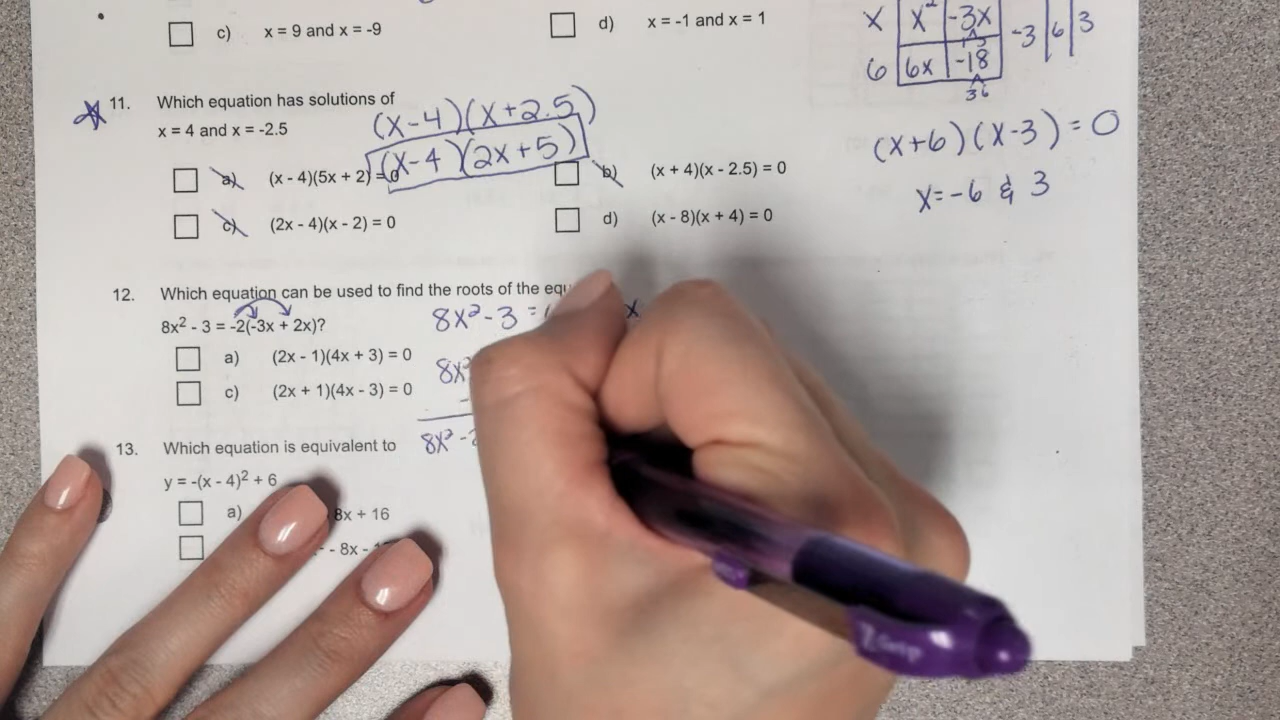 c) x = 9 and x = -9 d) x = -1 and x = 1
x x² -3x -3 | 6 | 3
6 6x -18
36
11. Which equation has solutions of
x = 4 and x = -2.5
(x-4)(x+2.5)
(x-4)(2x+5)
(x+6)(x-3) = 0
x = -6 & 3
a) (x - 4)(5x + 2) = 0 b) (x + 4)(x - 2.5) = 0
c) (2x - 4)(x - 2) = 0 d) (x - 8)(x + 4) = 0
12. Which equation can be used to find the roots of the
8x² - 3 = -2(-3x + 2x)? 8x² - 3 = x
a) (2x - 1)(4x + 3) = 0 8x²
c) (2x + 1)(4x - 3) = 0
8x² -
13. Which equation is equivalent to
y = -(x - 4)² + 6
a) 8x + 16
- 8x -
Z-Grip